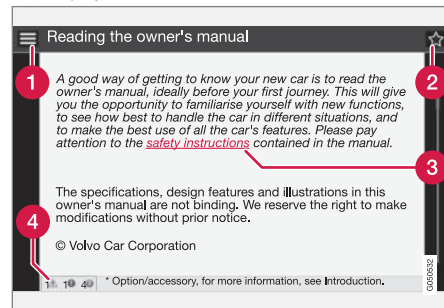 Reading the owner's manual
1
2
A good way of getting to know your new car is to read the
owner's manual, ideally before your first journey. This will give
you the opportunity to familiarise yourself with new functions,
to see how best to handle the car in different situations, and
to make the best use of all the car's features. Please pay
attention to the safety instructions contained in the manual.
3
The specifications, design features and illustrations in this
owner's manual are not binding. We reserve the right to make
modifications without prior notice.
4
© Volvo Car Corporation
1 1 4 * Option/accessory, for more information, see Introduction.
G050532